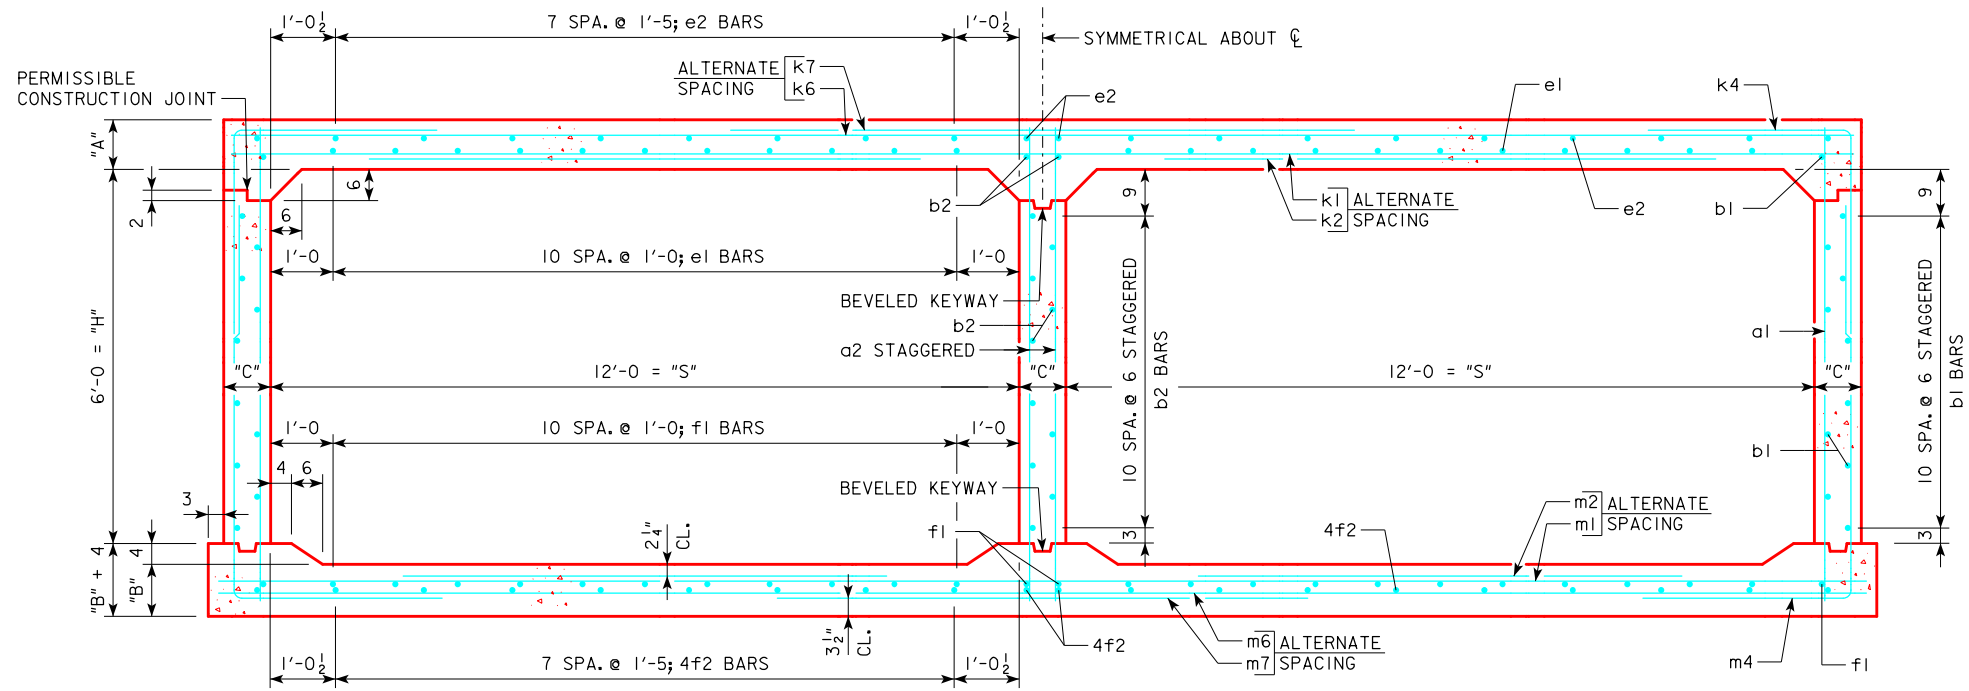 1'-0½
7 SPA. @ 1'-5; e2 BARS
1'-0½
SYMMETRICAL ABOUT ℄
PERMISSIBLE
CONSTRUCTION JOINT
ALTERNATE
SPACING
k7
k6
e2
e1
k4
"A"
6
2
6
b2
k1
k2
ALTERNATE
SPACING
e2
b1
9
9
1'-0
10 SPA. @ 1'-0; e1 BARS
1'-0
BEVELED KEYWAY
b2
a2 STAGGERED
a1
6'-0 = "H"
"C"
12'-0 = "S"
"C"
12'-0 = "S"
"C"
10 SPA. @ 6 STAGGERED
b2 BARS
10 SPA. @ 6 STAGGERED
b1 BARS
1'-0
10 SPA. @ 1'-0; f1 BARS
1'-0
b1
4
6
3
BEVELED KEYWAY
f1
2¼"
CL.
4f2
m2
m1
ALTERNATE
SPACING
3
3
"B" + 4
4
"B"
3½"
CL.
4f2
m6
m7
ALTERNATE
SPACING
m4
f1
1'-0½
7 SPA. @ 1'-5; 4f2 BARS
1'-0½